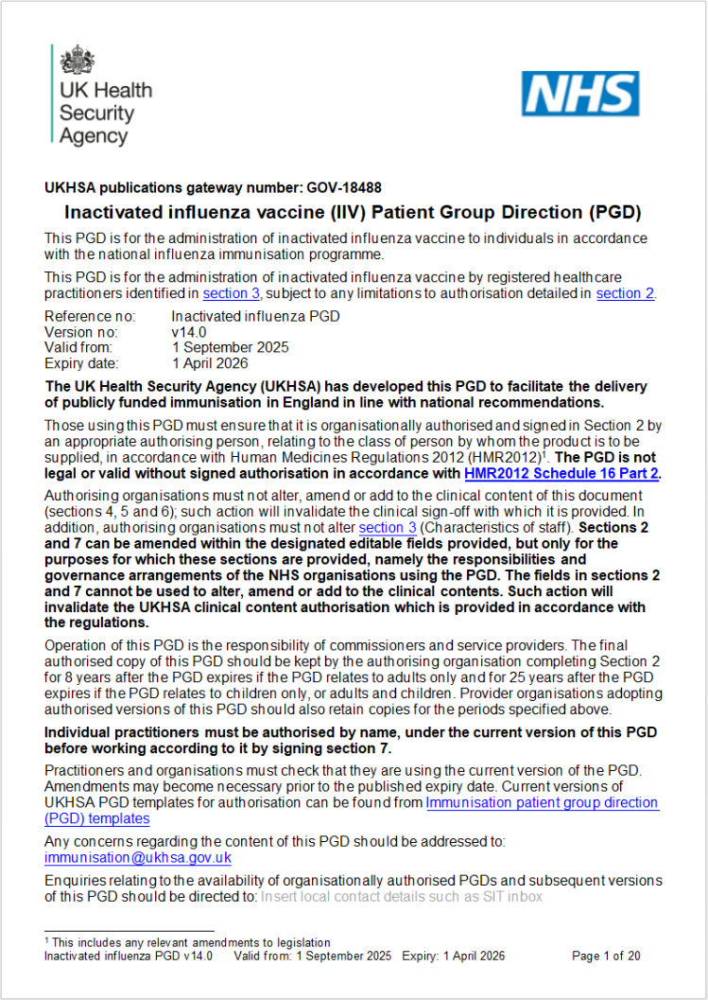 UK Health
Security
Agency
NHS
UKHSA publications gateway number: GOV-18488
Inactivated influenza vaccine (IIV) Patient Group Direction (PGD)
This PGD is for the administration of inactivated influenza vaccine to individuals in accordance
with the national influenza immunisation programme.
This PGD is for the administration of inactivated influenza vaccine by registered healthcare
practitioners identified in section 3, subject to any limitations to authorisation detailed in section 2.
Reference no: Inactivated influenza PGD
Version no: v14.0
Valid from: 1 September 2025
Expiry date: 1 April 2026
The UK Health Security Agency (UKHSA) has developed this PGD to facilitate the delivery
of publicly funded immunisation in England in line with national recommendations.
Those using this PGD must ensure that it is organisationally authorised and signed in Section 2 by
an appropriate authorising person, relating to the class of person by whom the product is to be
supplied, in accordance with Human Medicines Regulations 2012 (HMR2012)1. The PGD is not
legal or valid without signed authorisation in accordance with HMR2012 Schedule 16 Part 2.
Authorising organisations must not alter, amend or add to the clinical content of this document
(sections 4, 5 and 6); such action will invalidate the clinical sign-off with which it is provided. In
addition, authorising organisations must not alter section 3 (Characteristics of staff). Sections 2
and 7 can be amended within the designated editable fields provided, but only for the
purposes for which these sections are provided, namely the responsibilities and
governance arrangements of the NHS organisations using the PGD. The fields in sections 2
and 7 cannot be used to alter, amend or add to the clinical contents. Such action will
invalidate the UKHSA clinical content authorisation which is provided in accordance with
the regulations.
Operation of this PGD is the responsibility of commissioners and service providers. The final
authorised copy of this PGD should be kept by the authorising organisation completing Section 2
for 8 years after the PGD expires if the PGD relates to adults only and for 25 years after the PGD
expires if the PGD relates to children only, or adults and children. Provider organisations adopting
authorised versions of this PGD should also retain copies for the periods specified above.
Individual practitioners must be authorised by name, under the current version of this PGD
before working according to it by signing section 7.
Practitioners and organisations must check that they are using the current version of the PGD.
Amendments may become necessary prior to the published expiry date. Current versions of
UKHSA PGD templates for authorisation can be found from Immunisation patient group direction
(PGD) templates
Any concerns regarding the content of this PGD should be addressed to:
immunisation@ukhsa.gov.uk
Enquiries relating to the availability of organisationally authorised PGDs and subsequent versions
of this PGD should be directed to: Insert local contact details such as SIT inbox
1 This includes any relevant amendments to legislation
Inactivated influenza PGD v14.0 Valid from: 1 September 2025 Expiry: 1 April 2026 Page 1 of 20